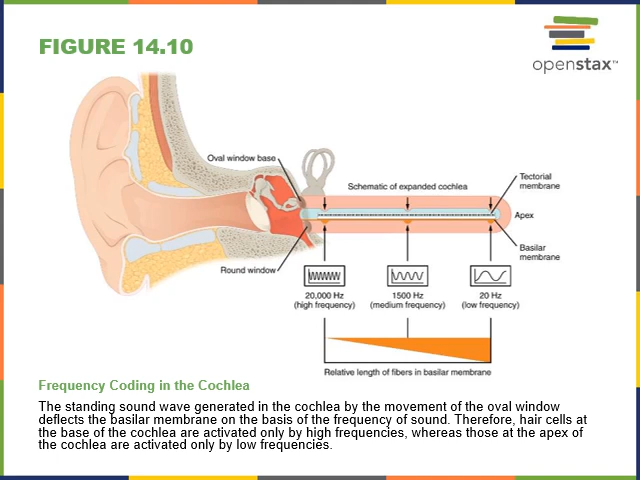 FIGURE 14.10
openstax™
Oval window base
Schematic of expanded cochlea
Tectorial
membrane
Apex
Basilar
membrane
Round window
20,000 Hz
(high frequency)
1500 Hz
(medium frequency)
20 Hz
(low frequency)
Relative length of fibers in basilar membrane
Frequency Coding in the Cochlea
The standing sound wave generated in the cochlea by the movement of the oval window
deflects the basilar membrane on the basis of the frequency of sound. Therefore, hair cells at
the base of the cochlea are activated only by high frequencies, whereas those at the apex of
the cochlea are activated only by low frequencies.